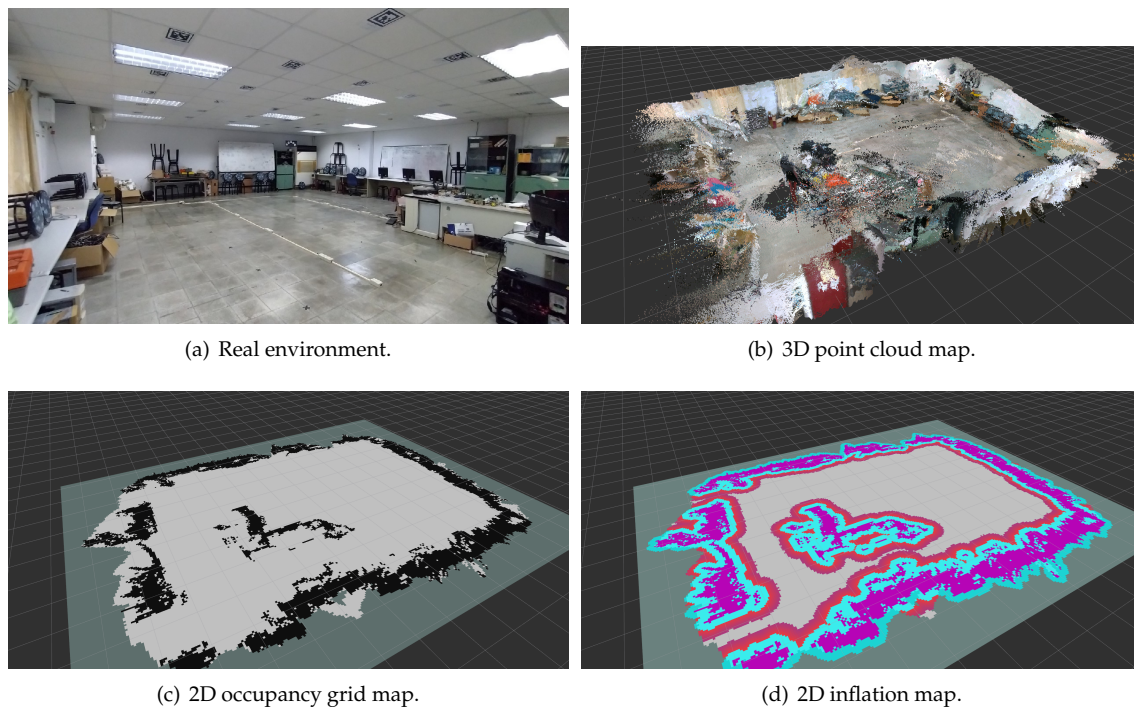 (a) Real environment.
(b) 3D point cloud map.
(c) 2D occupancy grid map.
(d) 2D inflation map.